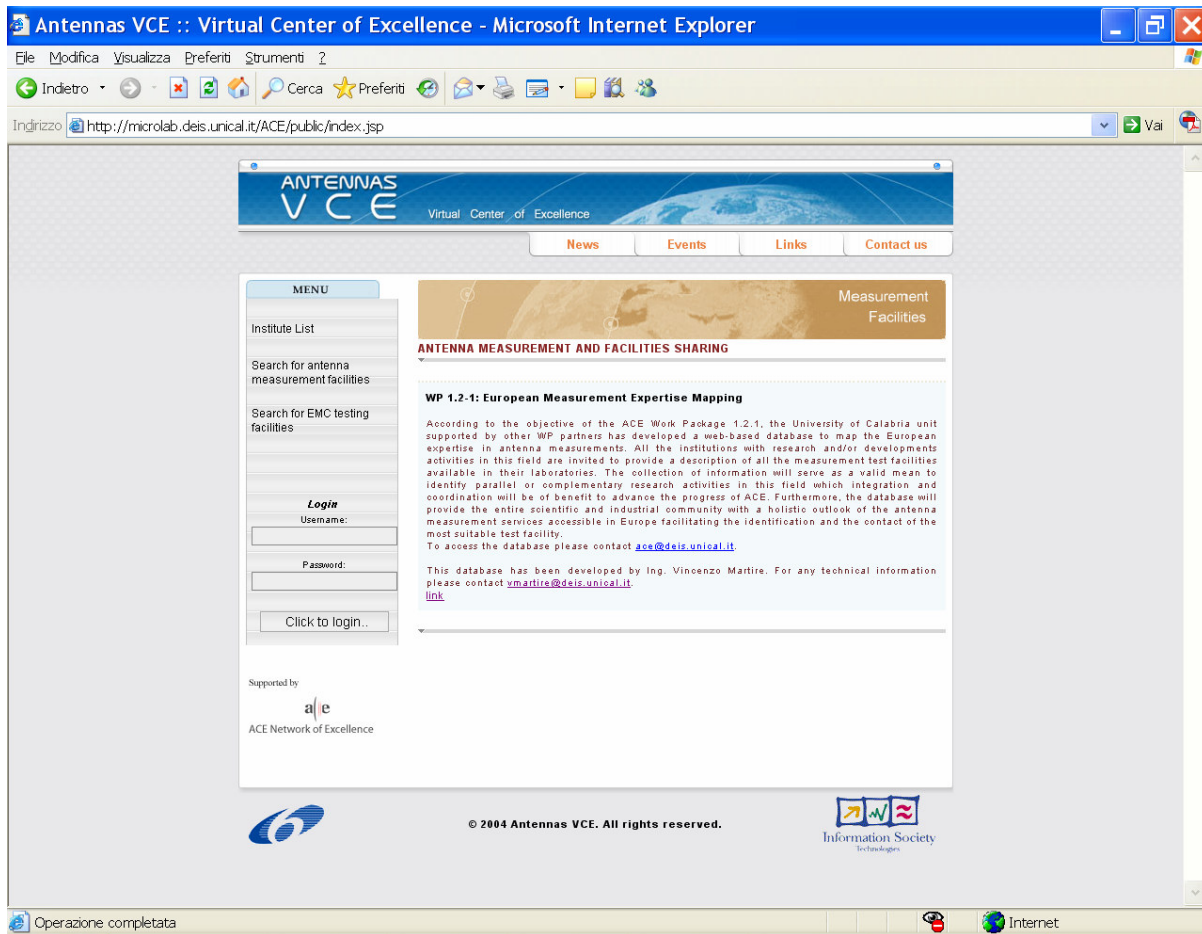 Antennas VCE :: Virtual Center of Excellence - Microsoft Internet Explorer
File Modifica Visualizza Preferiti Strumenti ?
Indietro Cerca Preferiti
Indirizzo http://microlab.deis.unical.it/ACE/public/index.jsp Vai
ANTENNAS
VCE Virtual Center of Excellence
News Events Links Contact us
MENU
Institute List
Search for antenna
measurement facilities
Search for EMC testing
facilities
Login
Username:
Password:
Click to login..
Supported by
a e
ACE Network of Excellence
Measurement
Facilities
ANTENNA MEASUREMENT AND FACILITIES SHARING
WP 1.2-1: European Measurement Expertise Mapping
According to the objective of the ACE Work Package 1.2.1, the University of Calabria unit
supported by other WP partners has developed a web-based database to map the European
expertise in antenna measurements. All the institutions with research and/or developments
activities in this field are invited to provide a description of all the measurement test facilities
available in their laboratories. The collection of information will serve as a valid mean to
identify parallel or complementary research activities in this field which integration and
coordination will be of benefit to advance the progress of ACE. Furthermore, the database will
provide the entire scientific and industrial community with a holistic outlook of the antenna
measurement services accessible in Europe facilitating the identification and the contact of the
most suitable test facility.
To access the database please contact ace@deis.unical.it.
This database has been developed by Ing. Vincenzo Martire. For any technical information
please contact vmartire@deis.unical.it.
link
© 2004 Antennas VCE. All rights reserved.
Information Society
Technologies
Operazione completata Internet